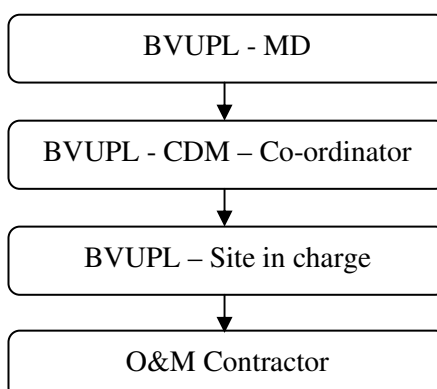 BVUPL - MD
BVUPL - CDM – Co-ordinator
BVUPL – Site in charge
O&M Contractor